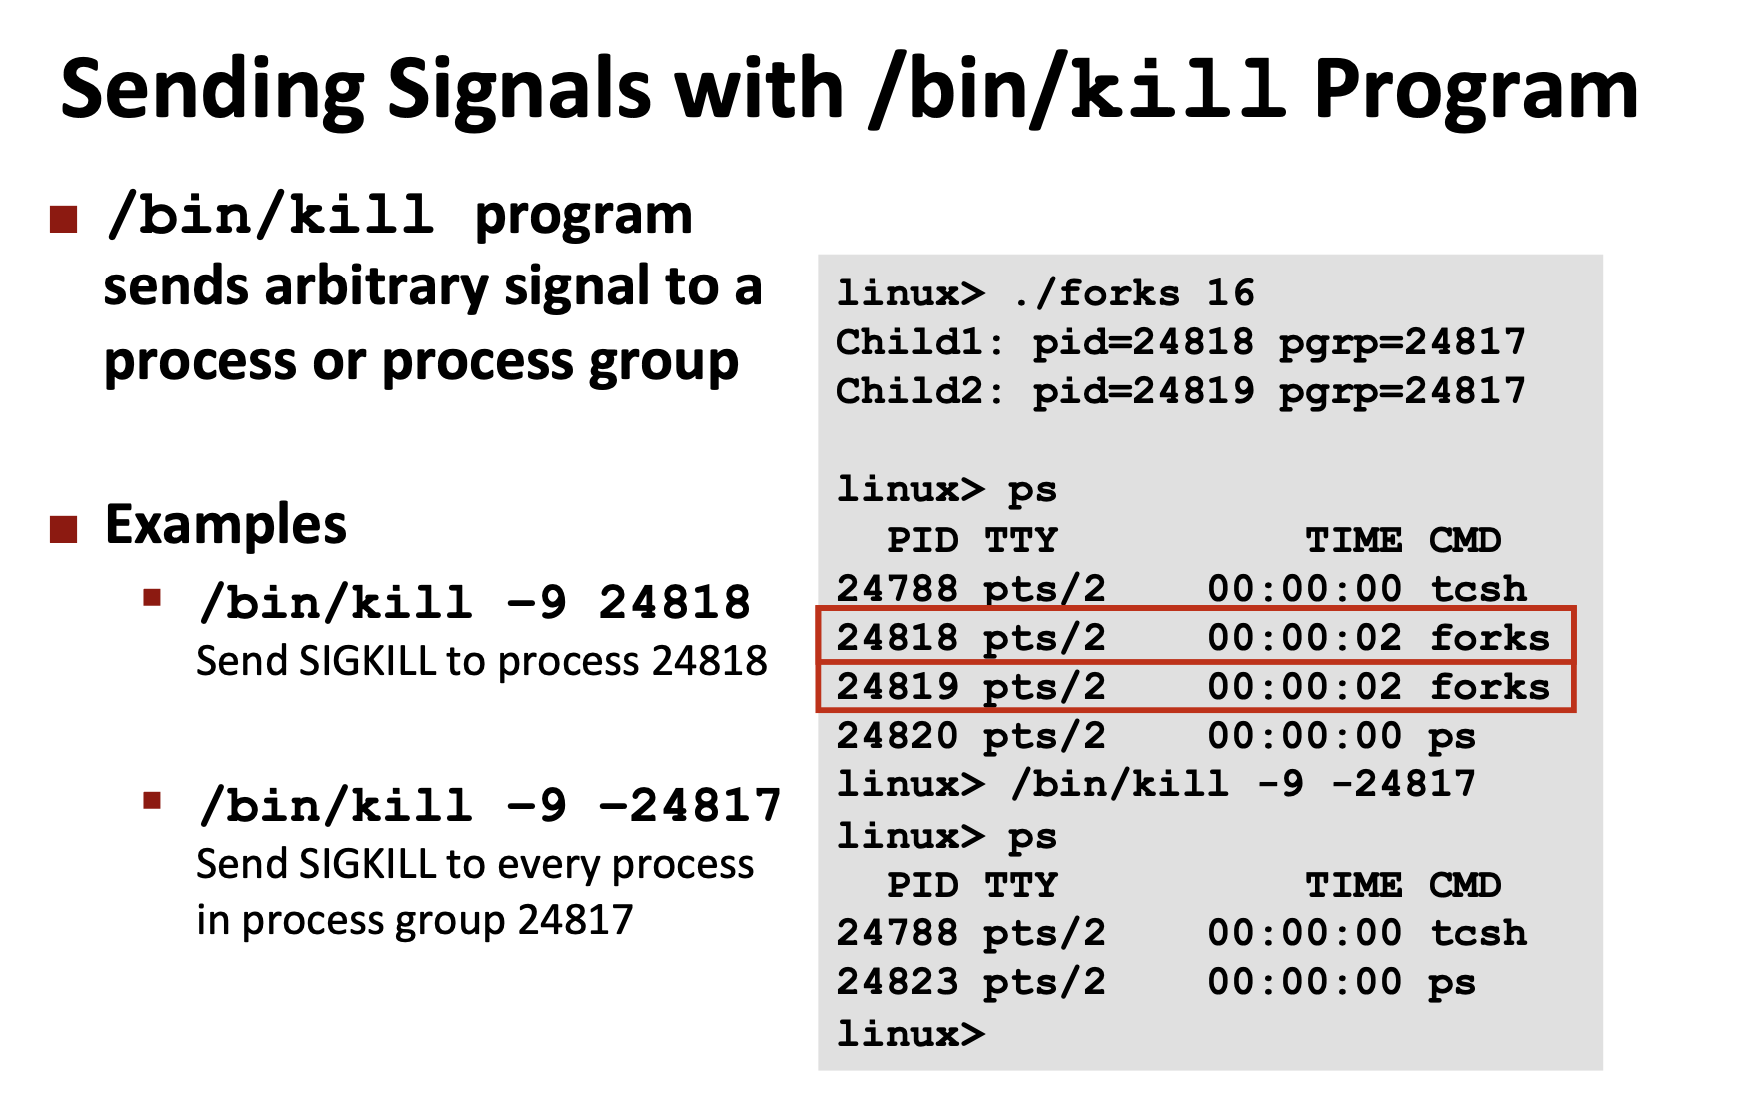 Sending Signals with /bin/kill Program
/bin/kill program
sends arbitrary signal to a
process or process group
Examples
/bin/kill –9 24818
Send SIGKILL to process 24818
/bin/kill –9 –24817
Send SIGKILL to every process
in process group 24817
linux> ./forks 16
Child1: pid=24818 pgrp=24817
Child2: pid=24819 pgrp=24817
linux> ps
  PID TTY          TIME CMD
24788 pts/2    00:00:00 tcsh
24818 pts/2    00:00:02 forks
24819 pts/2    00:00:02 forks
24820 pts/2    00:00:00 ps
linux> /bin/kill -9 -24817
linux> ps
  PID TTY          TIME CMD
24788 pts/2    00:00:00 tcsh
24823 pts/2    00:00:00 ps
linux>